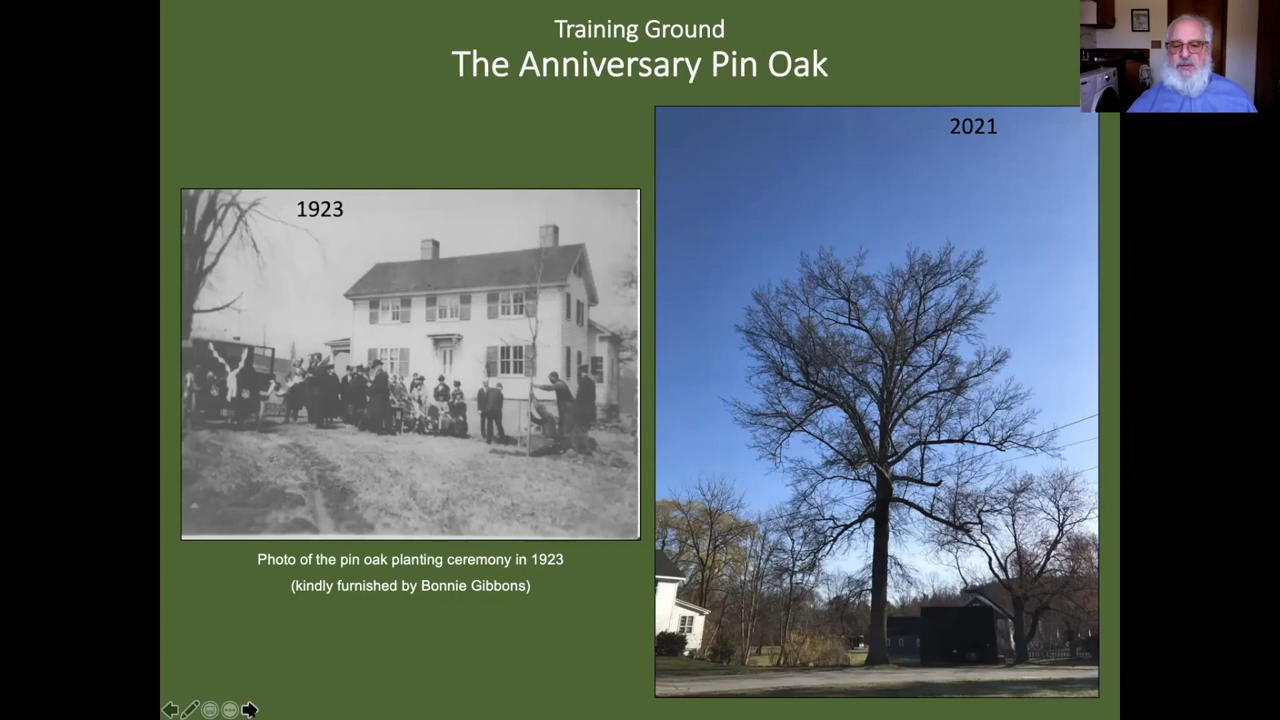 Training Ground
The Anniversary Pin Oak
1923
2021
Photo of the pin oak planting ceremony in 1923
(kindly furnished by Bonnie Gibbons)